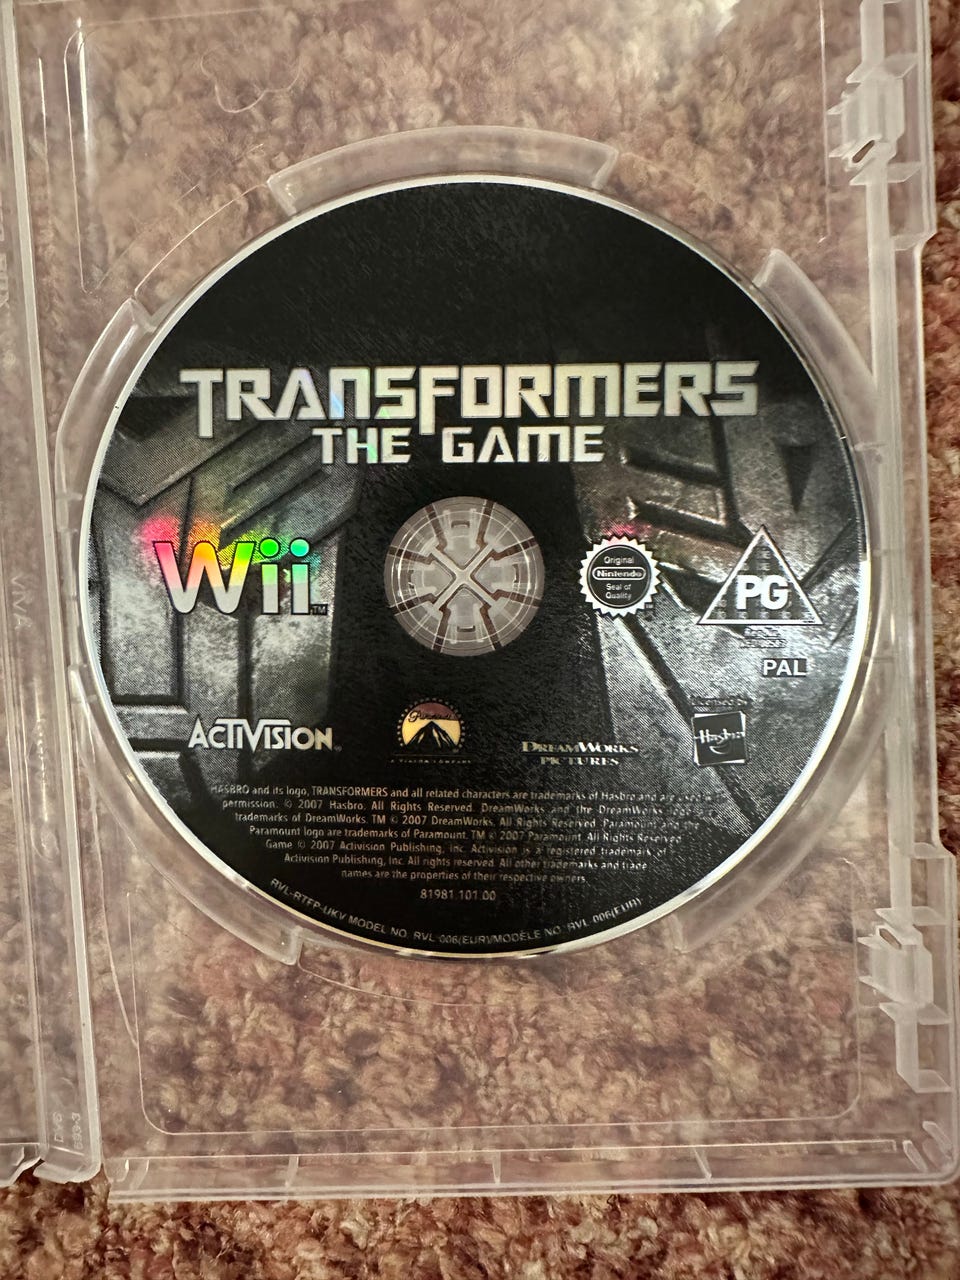 TRANSFORMERS
THE GAME
Wii TM
Original
Nintendo
Seal of
Quality
PG
PAL
ACTIVISION
Paramount
A VIACOM COMPANY
DREAMWORKS
PICTURES
Licensed By
Hasbro
HASBRO and its logo, TRANSFORMERS and all related characters are trademarks of Hasbro and are used with
permission. © 2007 Hasbro. All Rights Reserved. DreamWorks and the DreamWorks logo are
trademarks of DreamWorks. TM © 2007 DreamWorks. All Rights Reserved. Paramount and the
Paramount logo are trademarks of Paramount. TM © 2007 Paramount. All Rights Reserved.
Game © 2007 Activision Publishing, Inc. Activision is a registered trademark of
Activision Publishing, Inc. All rights reserved. All other trademarks and trade
names are the properties of their respective owners.
81981.101.00
RVL-RTFP-UKV MODEL NO. RVL-006(EUR)/MODÈLE NO. RVL-006(EUR)
VIVA